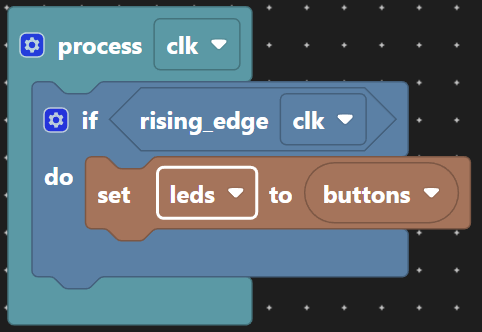 process clk
if rising_edge clk
do
set leds to buttons